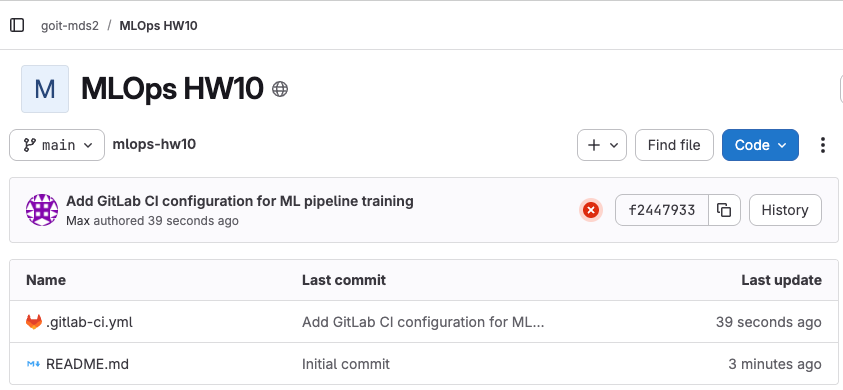 goit-mds2 / MLOps HW10
M MLOps HW10
main mlops-hw10 Find file Code
Add GitLab CI configuration for ML pipeline training
Max authored 39 seconds ago
f2447933 History
Name Last commit Last update
.gitlab-ci.yml Add GitLab CI configuration for ML... 39 seconds ago
README.md Initial commit 3 minutes ago